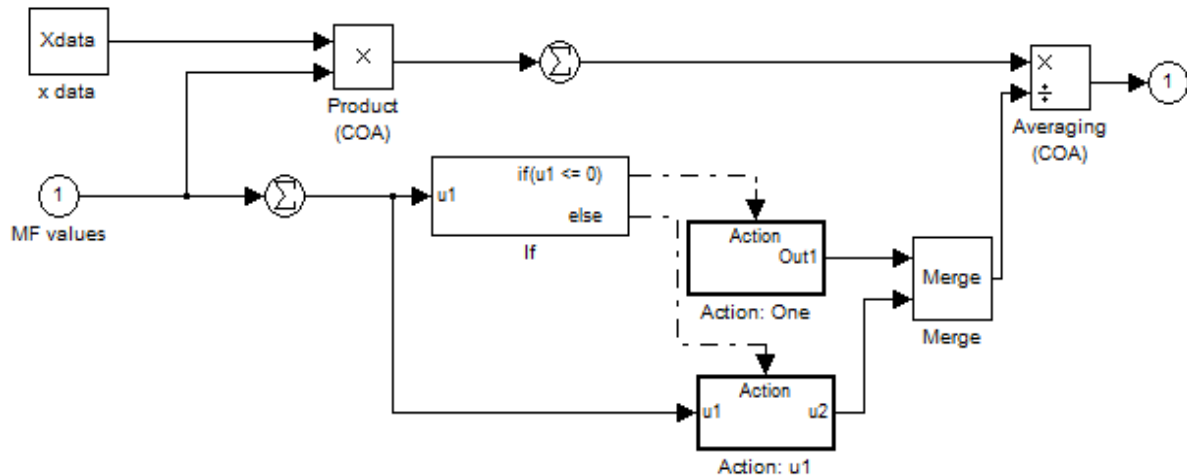 Xdata
x data
×
Product
(COA)
Σ
×
÷
Averaging
(COA)
1
1
MF values
Σ
u1
if(u1 <= 0)
else
If
Action
Out1
Action: One
Merge
Merge
Action
u1
u2
Action: u1